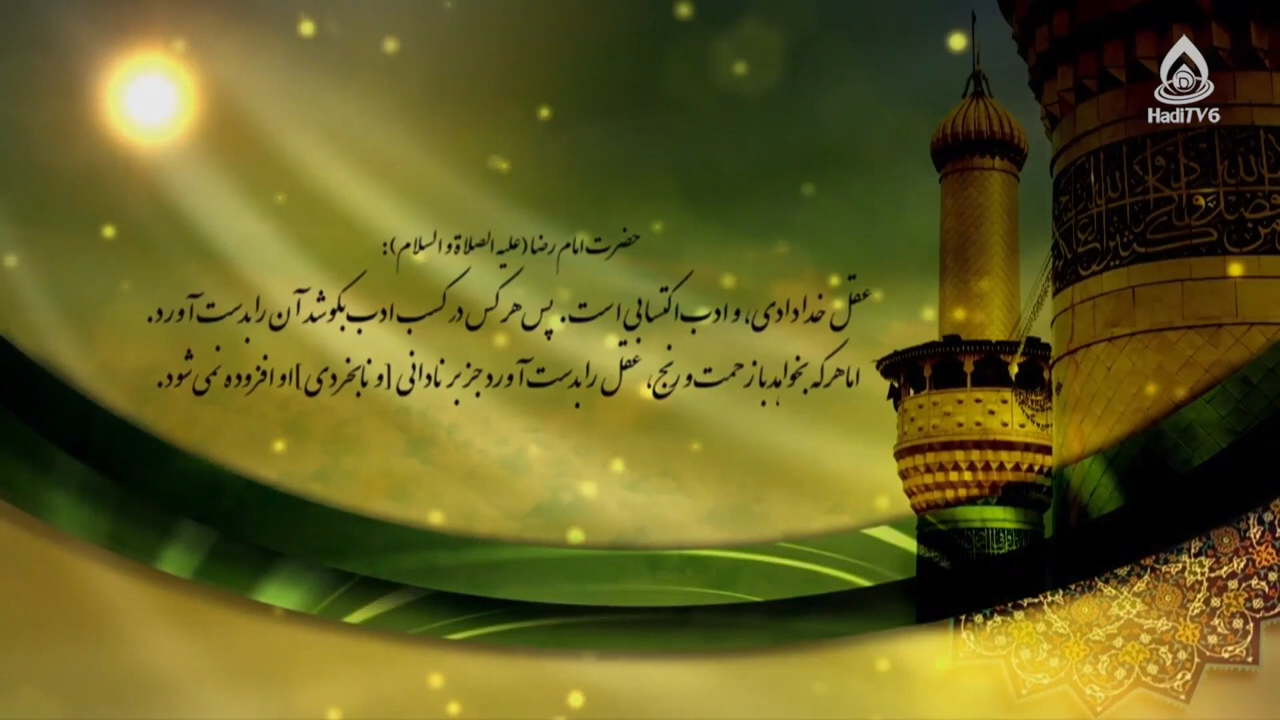 HadiTV6
حضرت امام رضا (علیه الصلاة و السلام):
عقل خدادادی، و ادب اکتسابی است. پس هر کس در کسب ادب بکوشد آن را بدست آورد.
اما هر که بخواهد با زحمت و رنج، عقل را بدست آورد جز بر نادانی [و نابخردی] او افزوده نمی شود.